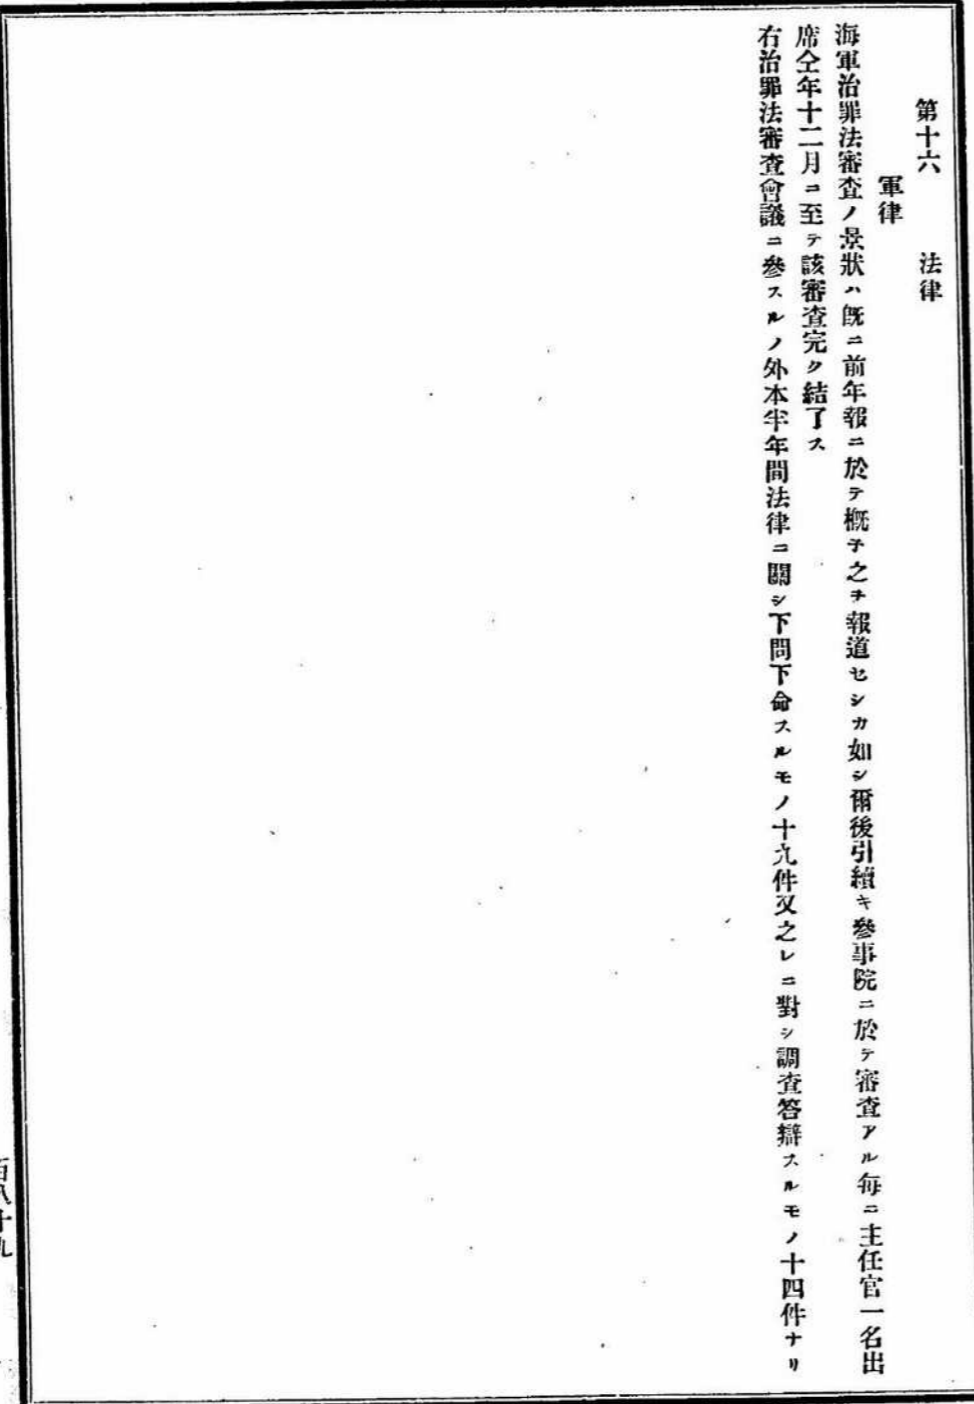 第十六　法律
軍律
海軍治罪法審査ノ景狀ハ既ニ前年報ニ於テ槪子之ヲ報道セシカ如シ爾後引續キ參事院ニ於テ審査アル每ニ主任官一名出
席仝年十二月ニ至テ該審査完ク結了ス
右治罪法審査會議ニ參スルノ外本半年間法律ニ關シ下問下命スルモノ十九件又之レニ對シ調査答辯スルモノ十四件ナリ
百八十九